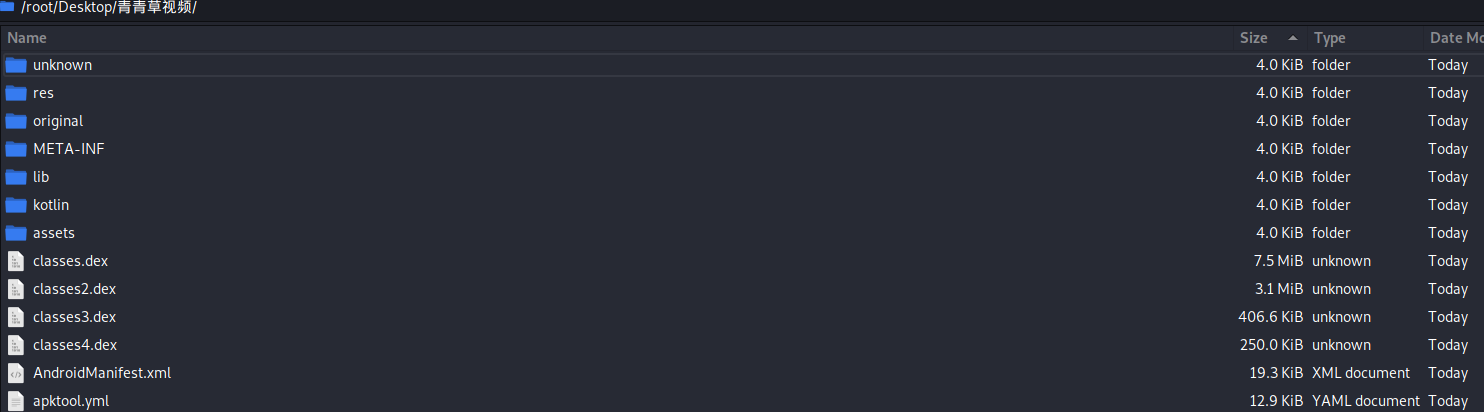 /root/Desktop/青青草视频/
Name Size Type Date Mo
unknown 4.0 KiB folder Today
res 4.0 KiB folder Today
original 4.0 KiB folder Today
META-INF 4.0 KiB folder Today
lib 4.0 KiB folder Today
kotlin 4.0 KiB folder Today
assets 4.0 KiB folder Today
classes.dex 7.5 MiB unknown Today
classes2.dex 3.1 MiB unknown Today
classes3.dex 406.6 KiB unknown Today
classes4.dex 250.0 KiB unknown Today
AndroidManifest.xml 19.3 KiB XML document Today
apktool.yml 12.9 KiB YAML document Today